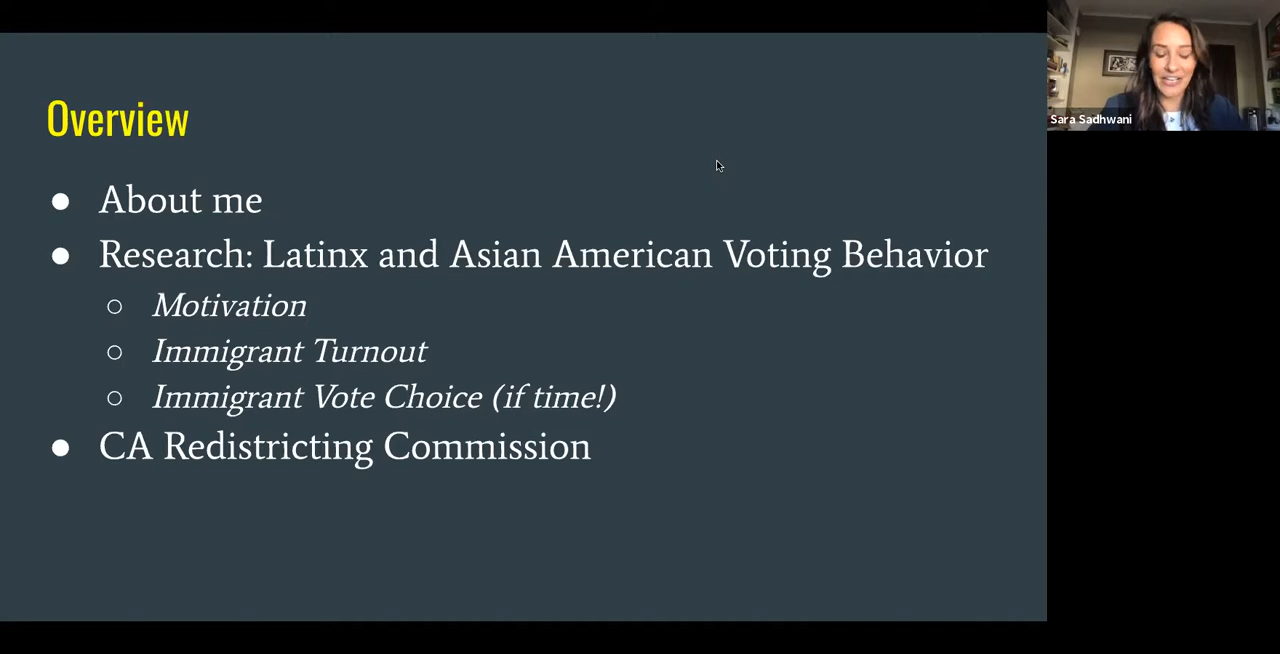 Overview
● About me
● Research: Latinx and Asian American Voting Behavior
○ Motivation
○ Immigrant Turnout
○ Immigrant Vote Choice (if time!)
● CA Redistricting Commission
Sara Sadhwani